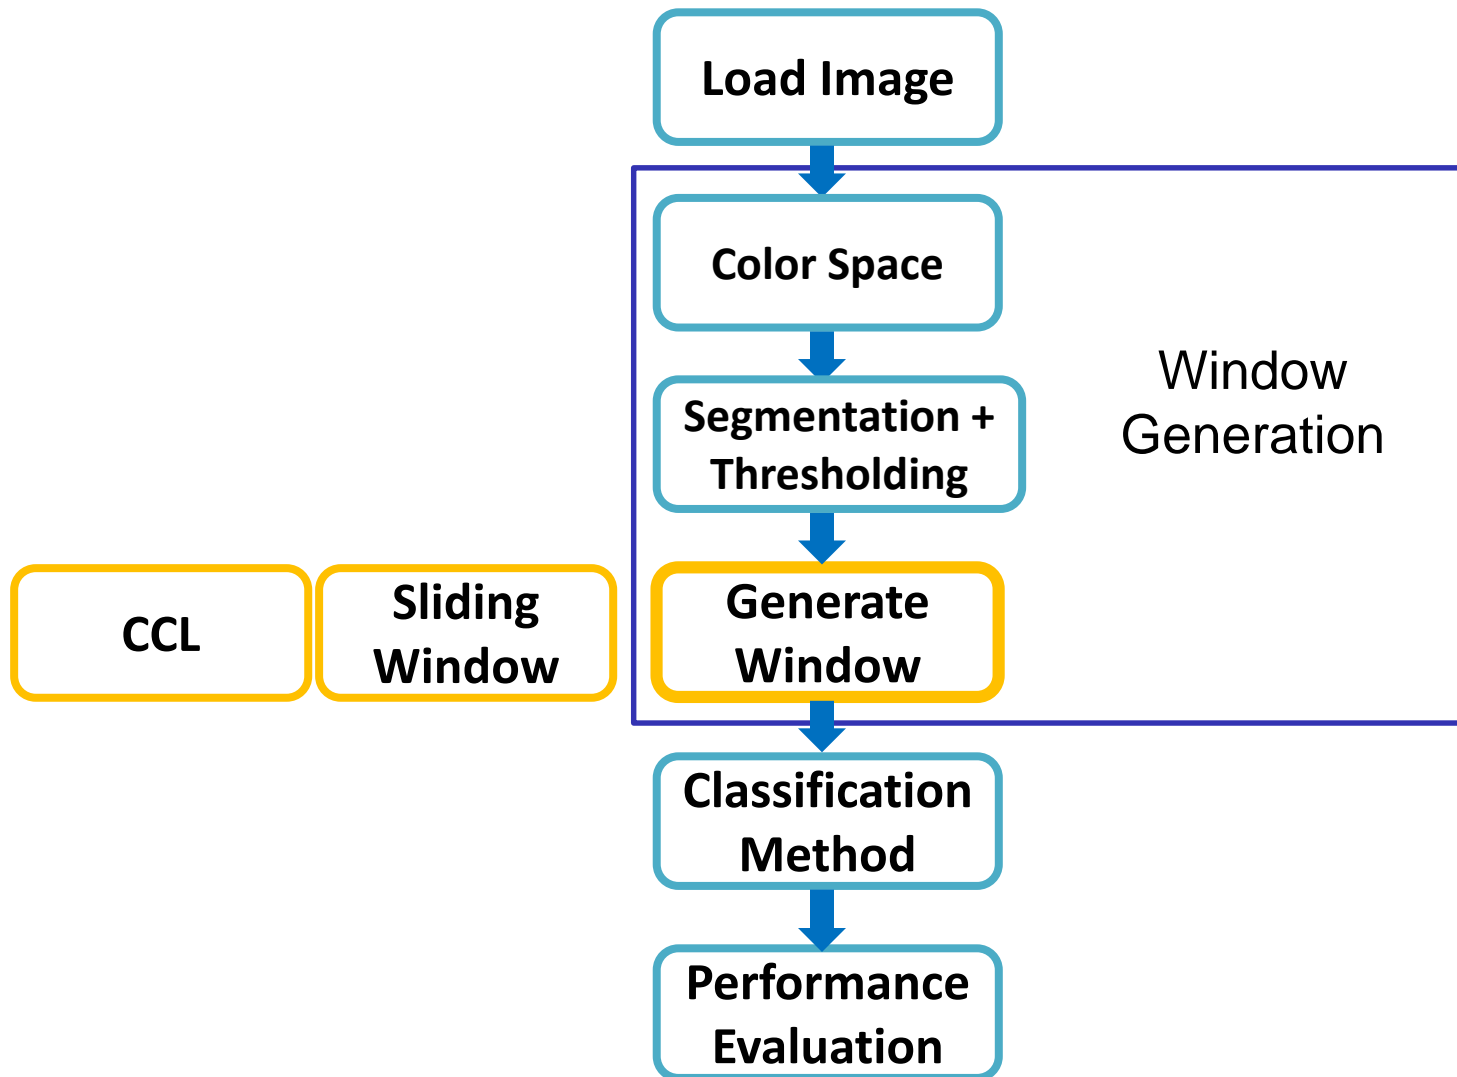 Load Image
Color Space
Segmentation +
Thresholding
Window
Generation
CCL
Sliding
Window
Generate
Window
Classification
Method
Performance
Evaluation